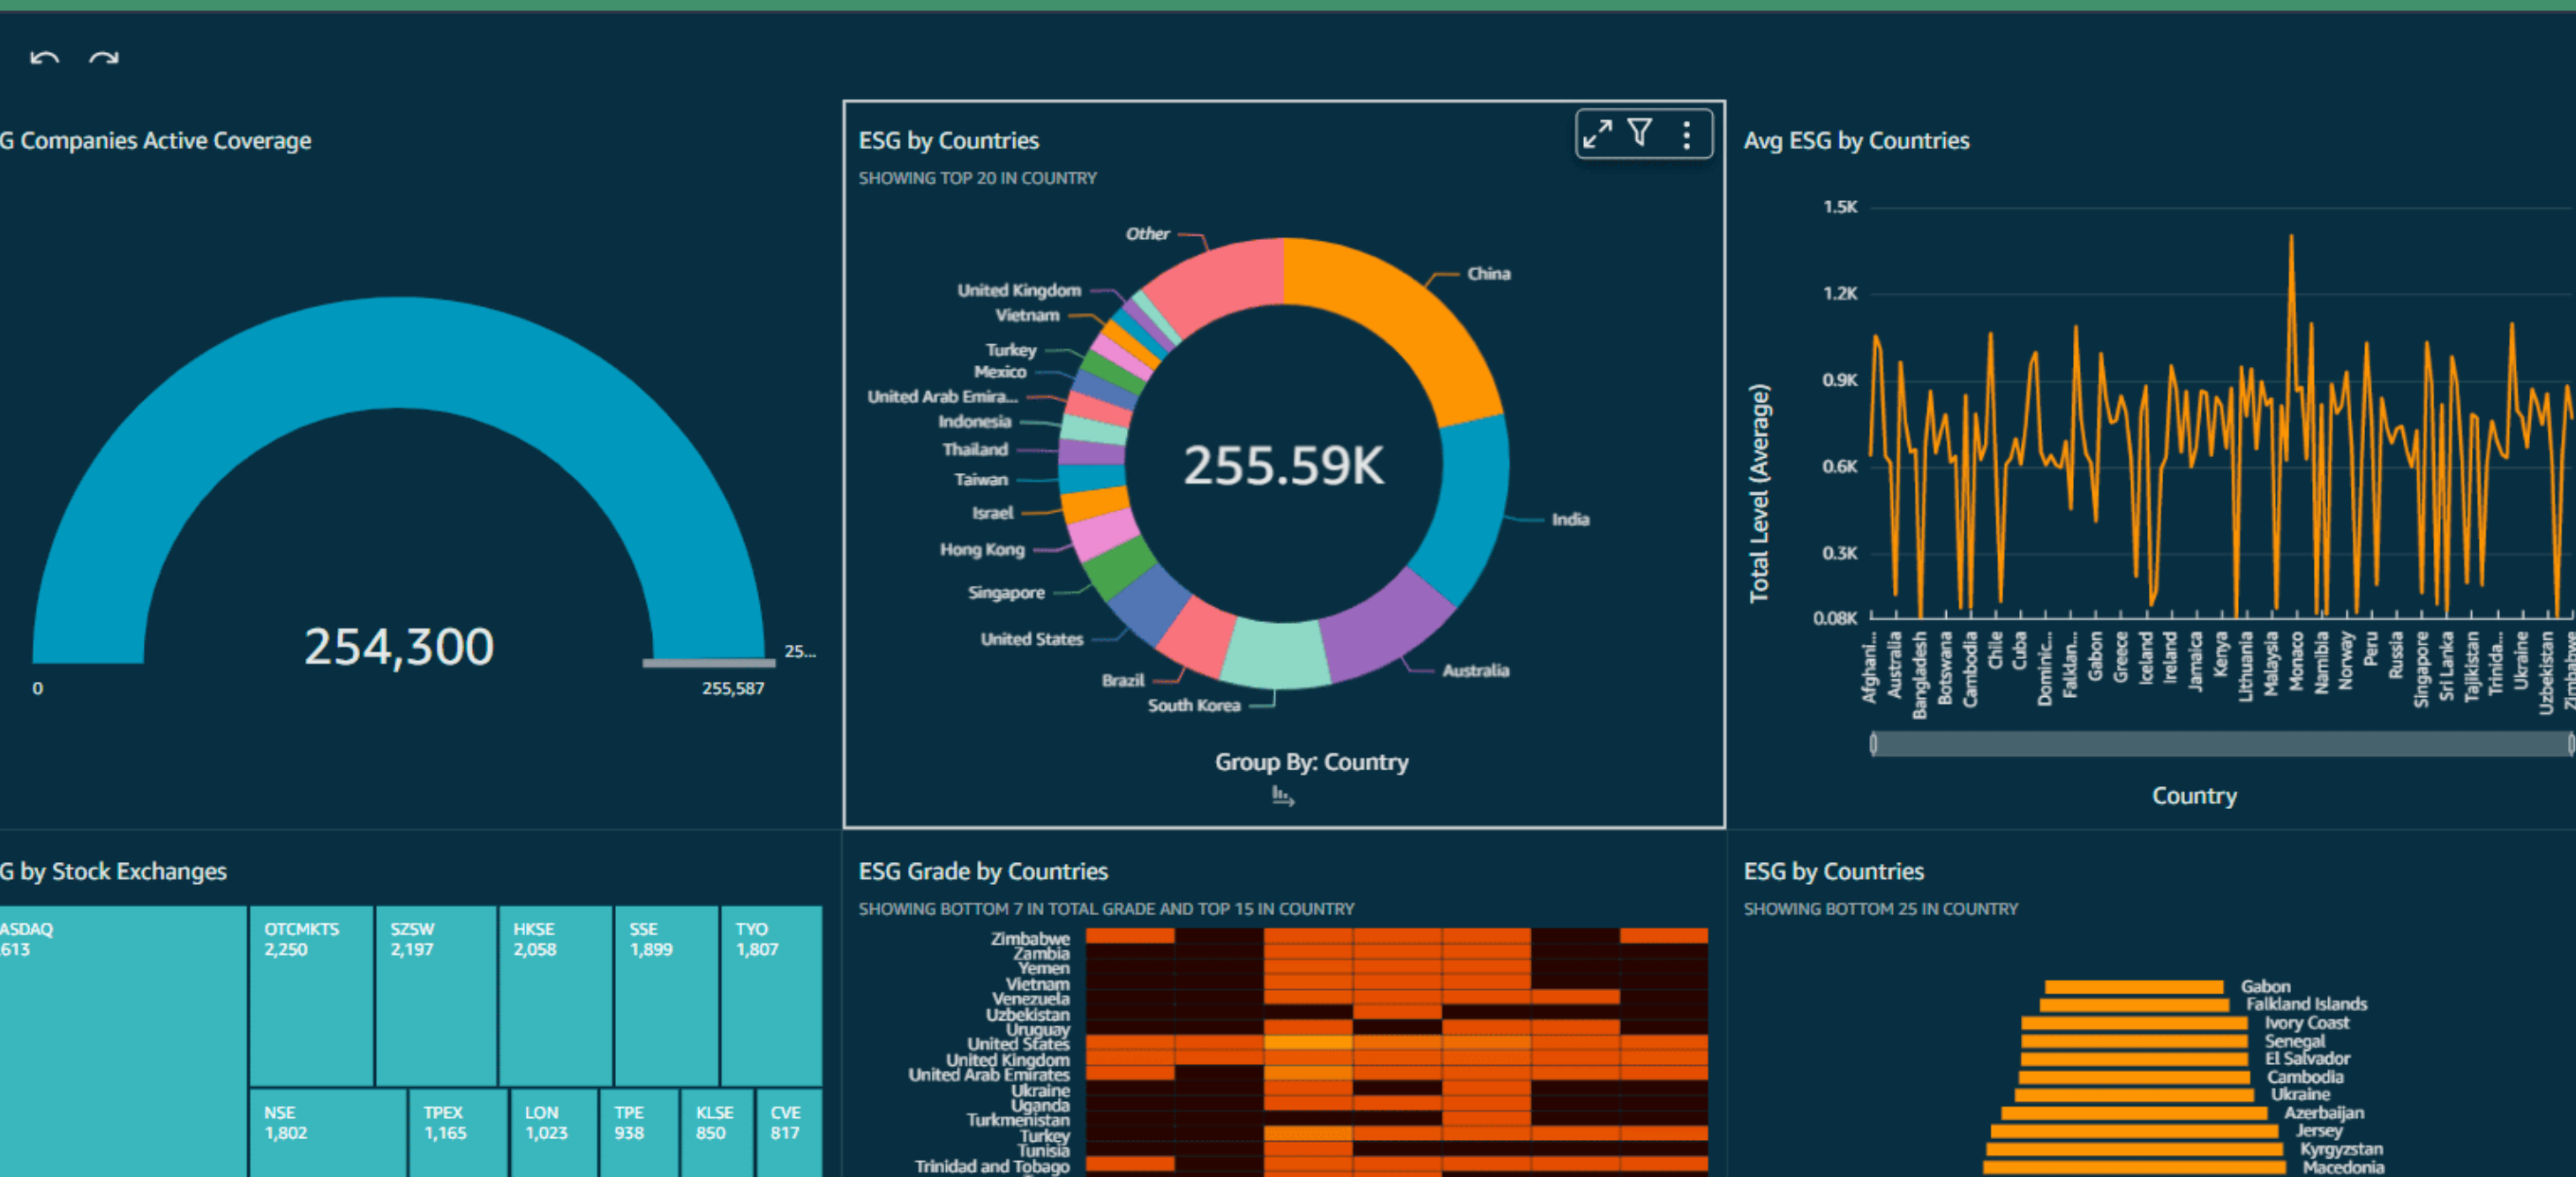 G Companies Active Coverage
254,300
0
25...
255,587
ESG by Countries
SHOWING TOP 20 IN COUNTRY
Other
China
United Kingdom
Vietnam
Turkey
Mexico
United Arab Emira...
Indonesia
Thailand
Taiwan
Israel
Hong Kong
Singapore
United States
Brazil
South Korea
Australia
India
255.59K
Group By: Country
Avg ESG by Countries
Total Level (Average)
1.5K
1.2K
0.9K
0.6K
0.3K
0.08K
Afghani...
Australia
Bangladesh
Botswana
Cambodia
Chile
Cuba
Dominic...
Falklan...
Gabon
Greece
Iceland
Ireland
Jamaica
Kenya
Lithuania
Malaysia
Monaco
Namibia
Norway
Peru
Russia
Singapore
Sri Lanka
Tajikistan
Trinida...
Ukraine
Uzbekistan
Zimbabwe
Country
G by Stock Exchanges
ASDAQ
613
OTCMKTS
2,250
SZSW
2,197
HKSE
2,058
SSE
1,899
TYO
1,807
NSE
1,802
TPEX
1,165
LON
1,023
TPE
938
KLSE
850
CVE
817
ESG Grade by Countries
SHOWING BOTTOM 7 IN TOTAL GRADE AND TOP 15 IN COUNTRY
Zimbabwe
Zambia
Yemen
Vietnam
Venezuela
Uzbekistan
Uruguay
United States
United Kingdom
United Arab Emirates
Ukraine
Uganda
Turkmenistan
Turkey
Tunisia
Trinidad and Tobago
ESG by Countries
SHOWING BOTTOM 25 IN COUNTRY
Gabon
Falkland Islands
Ivory Coast
Senegal
El Salvador
Cambodia
Ukraine
Azerbaijan
Jersey
Kyrgyzstan
Macedonia